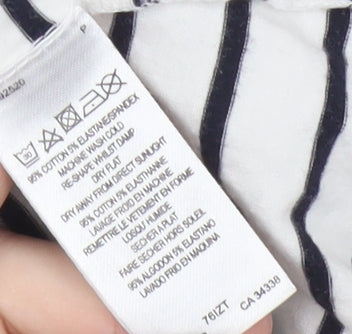 92520
P
30
95% COTTON 5% ELASTANE/SPANDEX
MACHINE WASH COLD
RE-SHAPE WHILST DAMP
DRY FLAT
DRY AWAY FROM DIRECT SUNLIGHT
95% COTON 5% ELASTHANNE
LAVAGE FROID EN MACHINE
REMETTRE LE VETEMENT EN FORME
LORSQU HUMIDE
SECHER A PLAT
FAIRE SECHER HORS SOLEIL
95% ALGODON 5% ELASTANO
LAVADO FRIO EN MAQUINA
761ZT
CA 34338